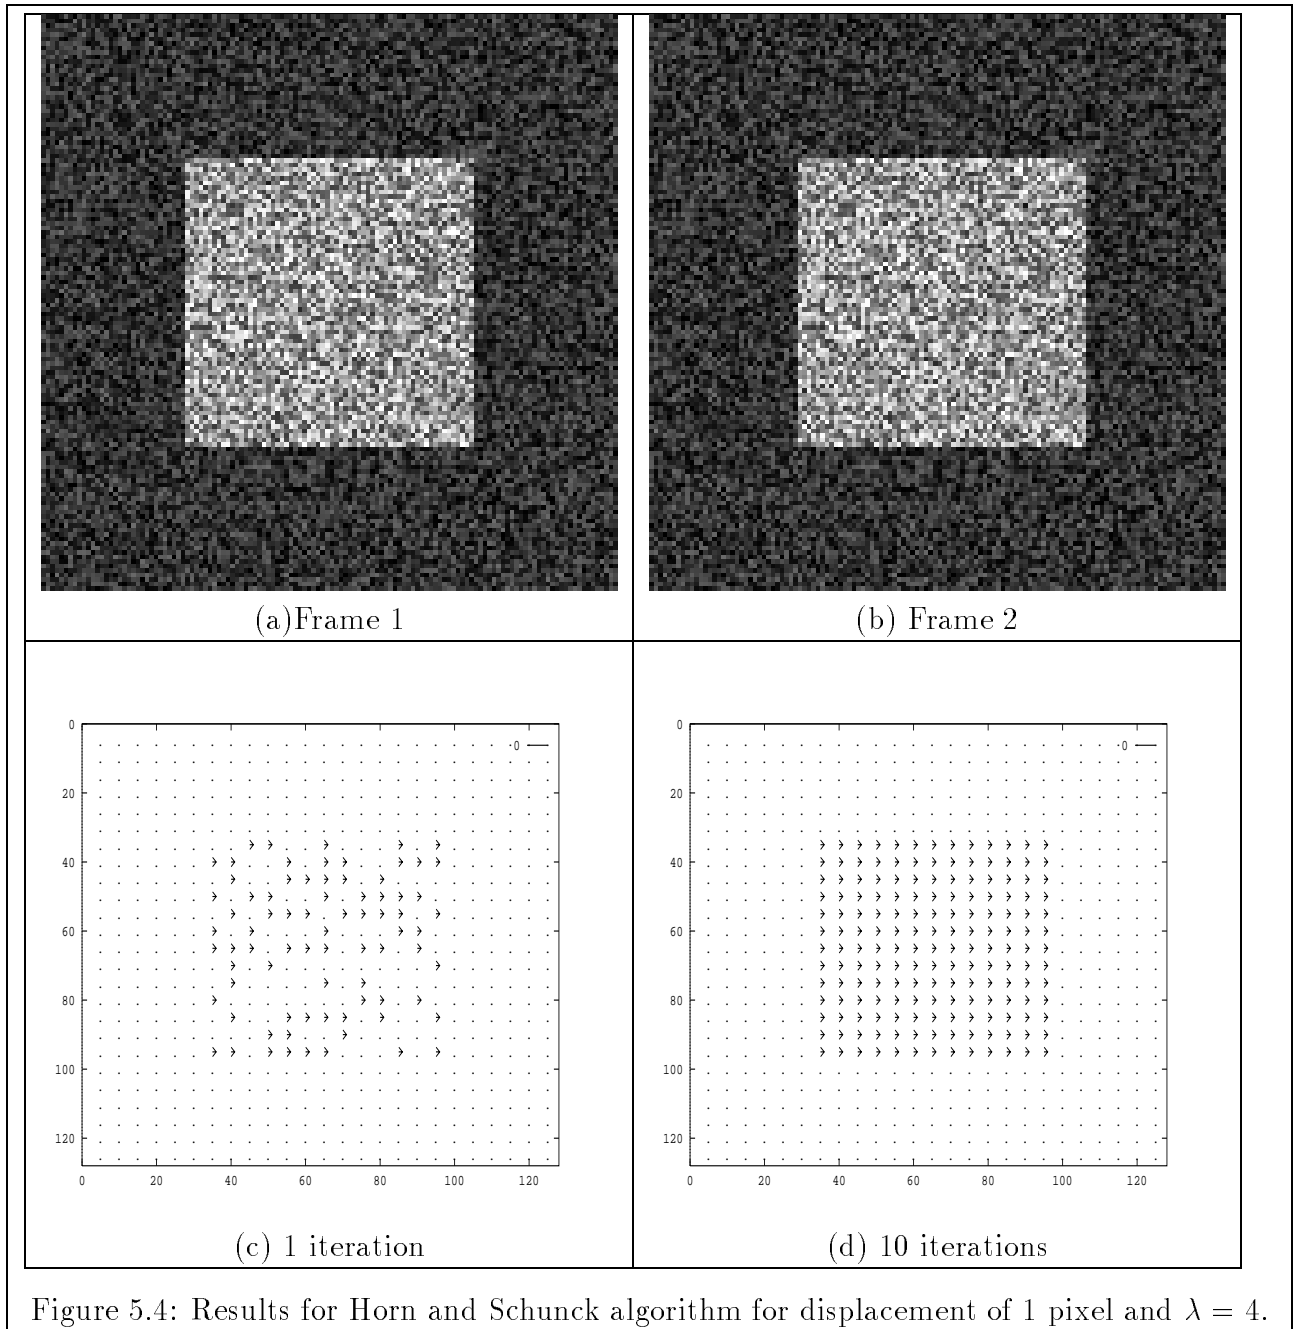 (a)Frame 1
(b) Frame 2
0
20
40
60
80
100
120
0
0 20 40 60 80 100 120
(c) 1 iteration
0
20
40
60
80
100
120
0
0 20 40 60 80 100 120
(d) 10 iterations
Figure 5.4: Results for Horn and Schunck algorithm for displacement of 1 pixel and λ = 4.